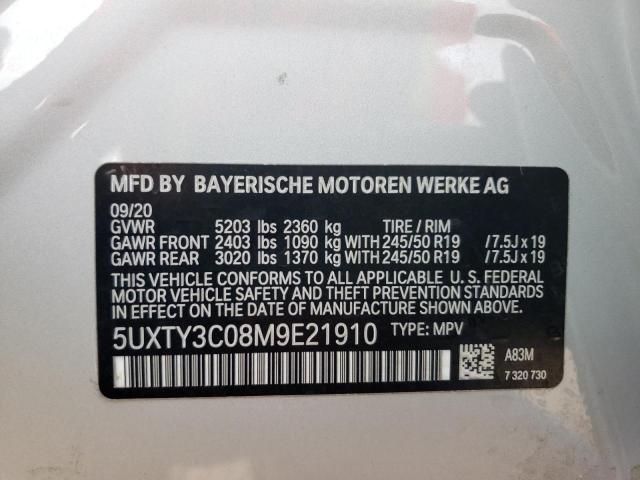 MFD BY BAYERISCHE MOTOREN WERKE AG
09/20
GVWR 5203 lbs 2360 kg TIRE / RIM
GAWR FRONT 2403 lbs 1090 kg WITH 245/50 R19 /7.5J x 19
GAWR REAR 3020 lbs 1370 kg WITH 245/50 R19 /7.5J x 19
THIS VEHICLE CONFORMS TO ALL APPLICABLE U. S. FEDERAL
MOTOR VEHICLE SAFETY AND THEFT PREVENTION STANDARDS
IN EFFECT ON THE DATE OF MANUFACTURE SHOWN ABOVE.
5UXTY3C08M9E21910 TYPE: MPV
A83M
7 320 730